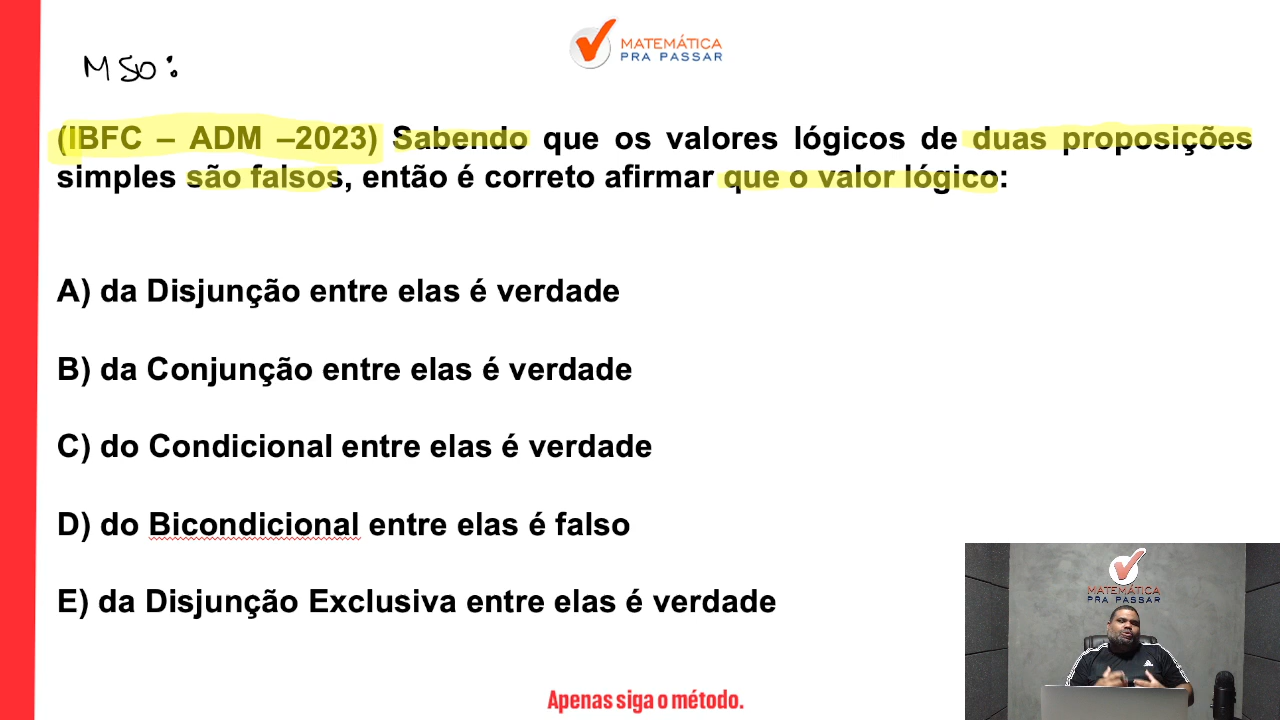 MATEMÁTICA
PRA PASSAR
MSO:
(IBFC – ADM –2023) Sabendo que os valores lógicos de duas proposições
simples são falsos, então é correto afirmar que o valor lógico:
A) da Disjunção entre elas é verdade
B) da Conjunção entre elas é verdade
C) do Condicional entre elas é verdade
D) do Bicondicional entre elas é falso
E) da Disjunção Exclusiva entre elas é verdade
MATEMÁTICA
PRA PASSAR
Apenas siga o método.